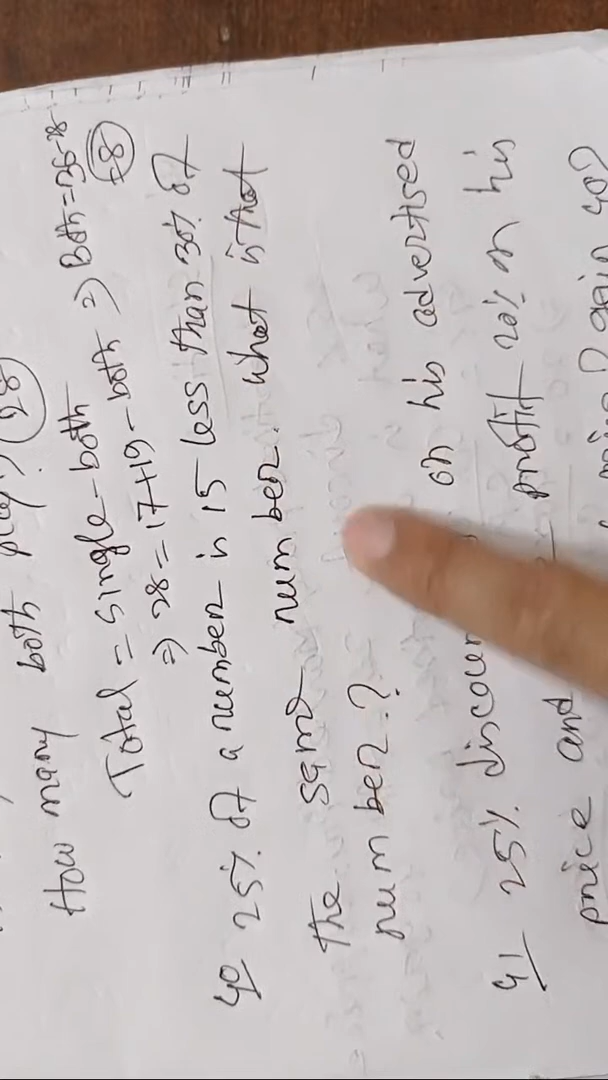 How many both play? 28
Total = single - both
⇒ 28 = 17+19 - both ⇒ Both = 36-28
8
40 25% of a number is 15 less than 30% of
the same number. what is that
number.?
41 25% discoun on his advertised
price and profit 20% on his
gain 40?